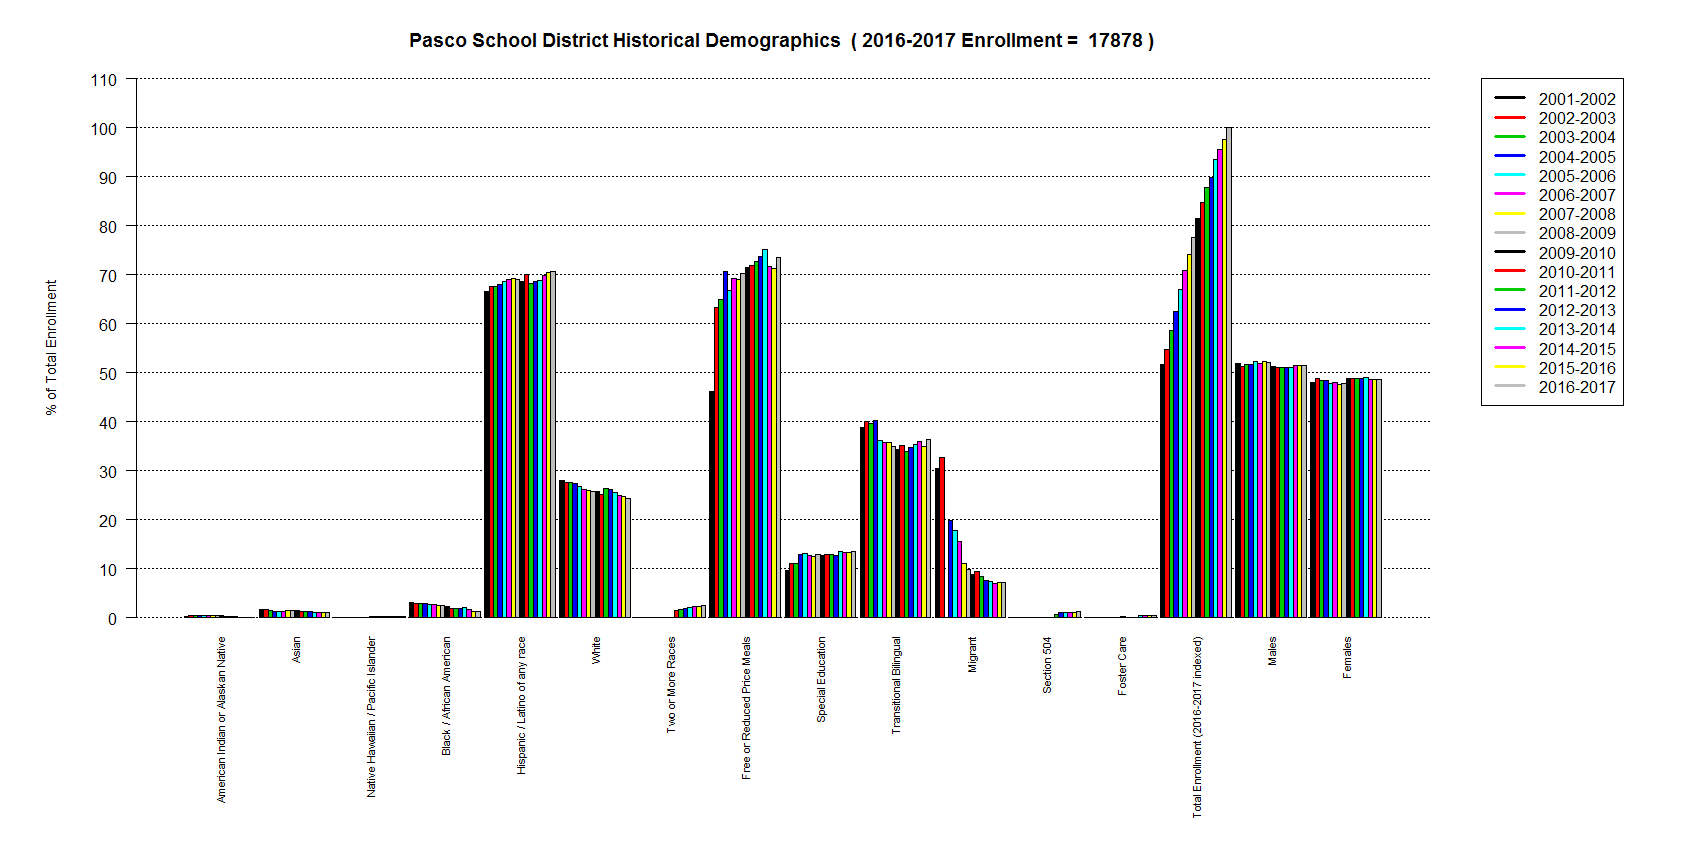 Pasco School District Historical Demographics ( 2016-2017 Enrollment = 17878 )
% of Total Enrollment
110
100
90
80
70
60
50
40
30
20
10
0
American Indian or Alaskan Native
Asian
Native Hawaiian / Pacific Islander
Black / African American
Hispanic / Latino of any race
White
Two or More Races
Free or Reduced Price Meals
Special Education
Transitional Bilingual
Migrant
Section 504
Foster Care
Total Enrollment (2016-2017 indexed)
Males
Females
2001-2002
2002-2003
2003-2004
2004-2005
2005-2006
2006-2007
2007-2008
2008-2009
2009-2010
2010-2011
2011-2012
2012-2013
2013-2014
2014-2015
2015-2016
2016-2017